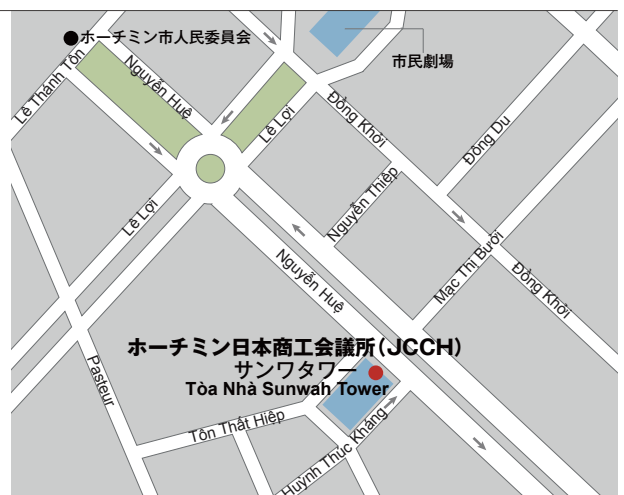 ホーチミン市人民委員会
市民劇場
Lê Thánh Tôn
Nguyễn Huệ
Lê Lợi
Đồng Khởi
Đông Du
Nguyễn Thiệp
Lê Lợi
Mạc Thị Bưởi
Nguyễn Huệ
Đồng Khởi
ホーチミン日本商工会議所(JCCH)
サンワタワー
Tòa Nhà Sunwah Tower
Pasteur
Tôn Thất Hiệp
Huỳnh Thúc Kháng